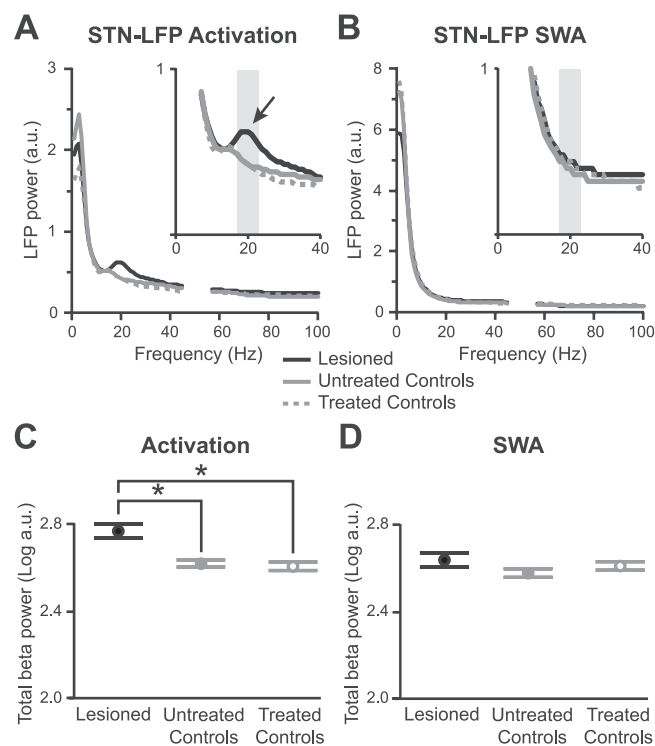 A
STN-LFP Activation
3
2
1
0
LFP power (a.u.)
1
0
0 20 40
0 20 40 60 80 100
Frequency (Hz)
B
STN-LFP SWA
8
6
4
2
0
LFP power (a.u.)
1
0
0 20 40
0 20 40 60 80 100
Frequency (Hz)
Lesioned
Untreated Controls
Treated Controls
C
Activation
*
*
2.8
2.4
2.0
Total beta power (Log a.u.)
Lesioned Untreated Treated
Controls Controls
D
SWA
2.8
2.4
2.0
Total beta power (Log a.u.)
Lesioned Untreated Treated
Controls Controls